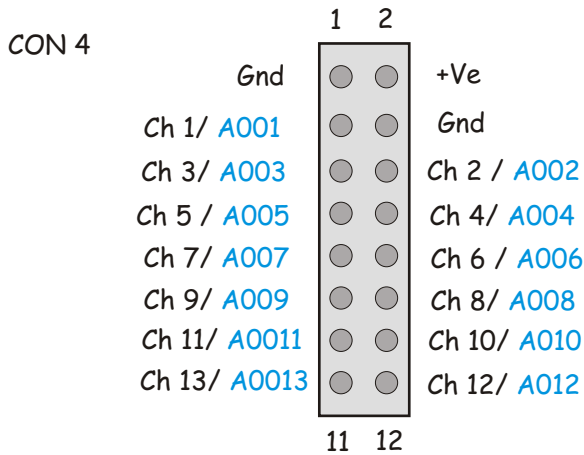 1 2
CON 4
Gnd +Ve
Ch 1/ A001 Gnd
Ch 3/ A003 Ch 2 / A002
Ch 5 / A005 Ch 4/ A004
Ch 7/ A007 Ch 6 / A006
Ch 9/ A009 Ch 8/ A008
Ch 11/ A0011 Ch 10/ A010
Ch 13/ A0013 Ch 12/ A012
11 12